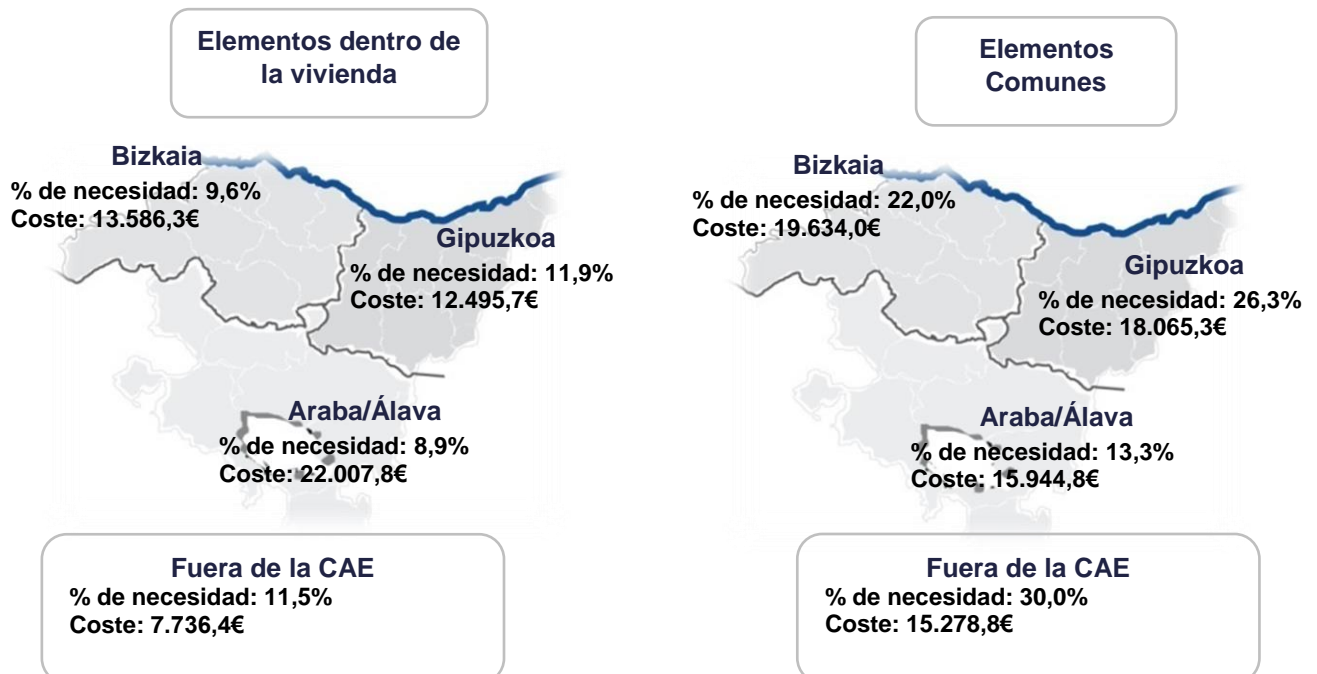 Elementos dentro de
la vivienda
Bizkaia
% de necesidad: 9,6%
Coste: 13.586,3€
Gipuzkoa
% de necesidad: 11,9%
Coste: 12.495,7€
Araba/Álava
% de necesidad: 8,9%
Coste: 22.007,8€
Fuera de la CAE
% de necesidad: 11,5%
Coste: 7.736,4€
Elementos
Comunes
Bizkaia
% de necesidad: 22,0%
Coste: 19.634,0€
Gipuzkoa
% de necesidad: 26,3%
Coste: 18.065,3€
Araba/Álava
% de necesidad: 13,3%
Coste: 15.944,8€
Fuera de la CAE
% de necesidad: 30,0%
Coste: 15.278,8€